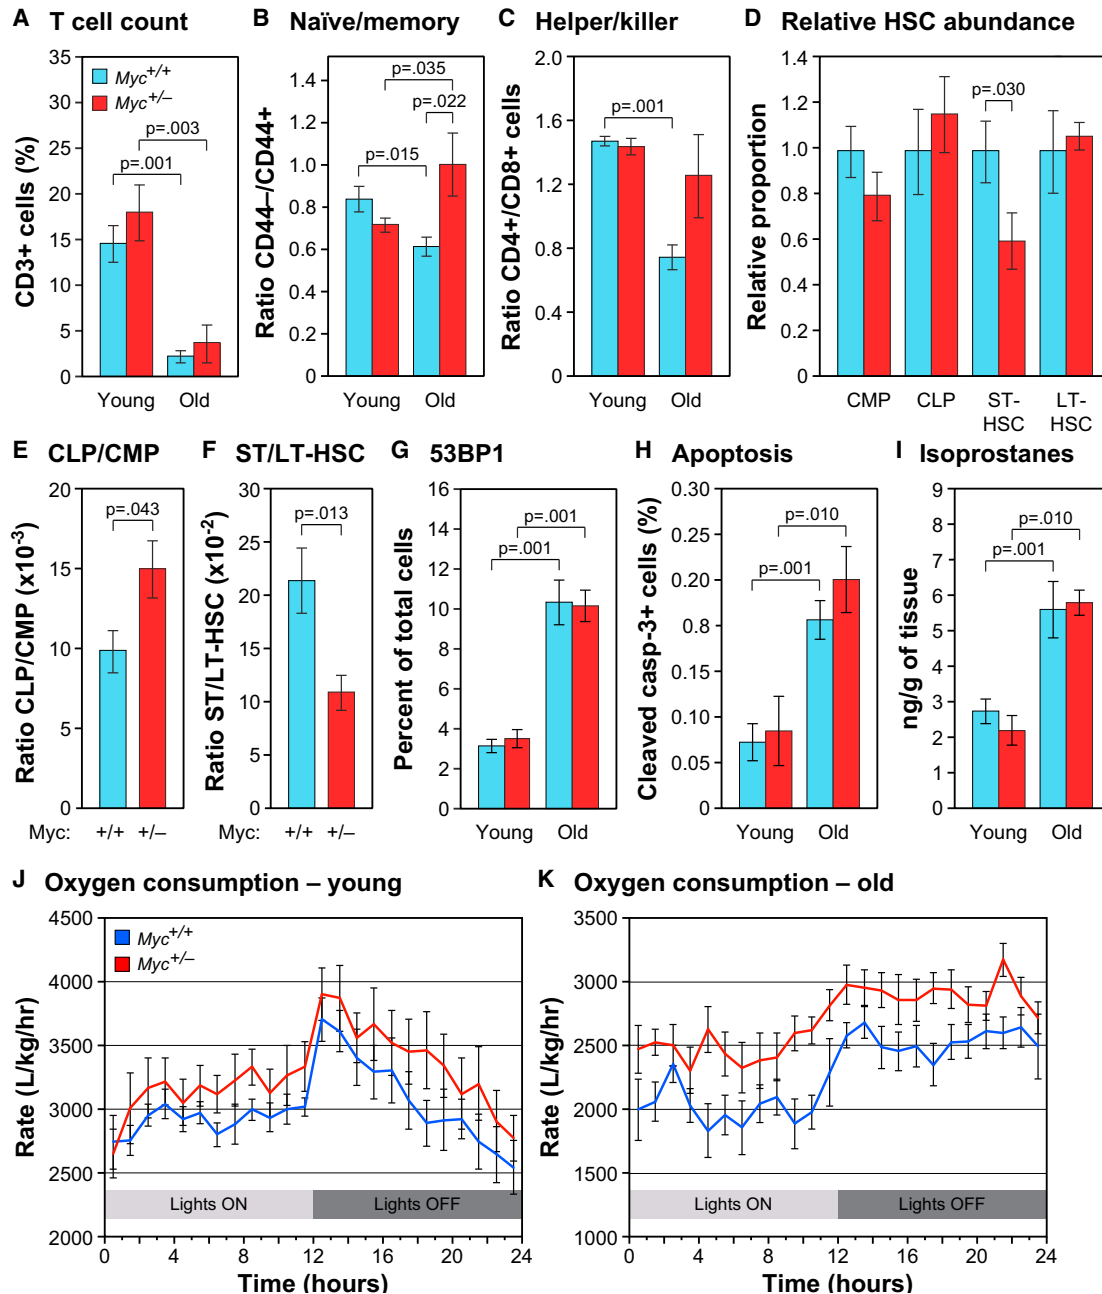 A T cell count
35
30
25
20
15
10
5
0
CD3+ cells (%)
Myc+/+
Myc+/–
p=.003
p=.001
Young Old
B Naïve/memory
1.4
1.2
1.0
0.8
0.6
0.4
0.2
0
Ratio CD44–/CD44+
p=.035
p=.022
p=.015
Young Old
C Helper/killer
2.0
1.6
1.2
0.8
0.4
0
Ratio CD4+/CD8+ cells
p=.001
Young Old
D Relative HSC abundance
1.4
1.2
1.0
0.8
0.6
0.4
0
Relative proportion
p=.030
CMP CLP ST-HSC LT-HSC
E CLP/CMP
20
15
10
5
0
Ratio CLP/CMP (x10-3)
p=.043
Myc: +/+ +/–
F ST/LT-HSC
30
25
20
15
10
5
0
Ratio ST/LT-HSC (x10-2)
p=.013
Myc: +/+ +/–
G 53BP1
16
14
12
10
8
6
4
2
0
Percent of total cells
p=.001
p=.001
Young Old
H Apoptosis
0.30
0.25
0.20
0.8
0.15
0.10
0.05
0
Cleaved casp-3+ cells (%)
p=.010
p=.001
Young Old
I Isoprostanes
9
8
7
6
5
4
3
2
1
0
ng/g of tissue
p=.010
p=.001
Young Old
J Oxygen consumption – young
4500
4000
3500
3000
2500
2000
Rate (L/kg/hr)
Myc+/+
Myc+/–
Lights ON Lights OFF
0 4 8 12 16 20 24
Time (hours)
K Oxygen consumption – old
3500
3000
2500
2000
1500
1000
Rate (L/kg/hr)
Lights ON Lights OFF
0 4 8 12 16 20 24
Time (hours)